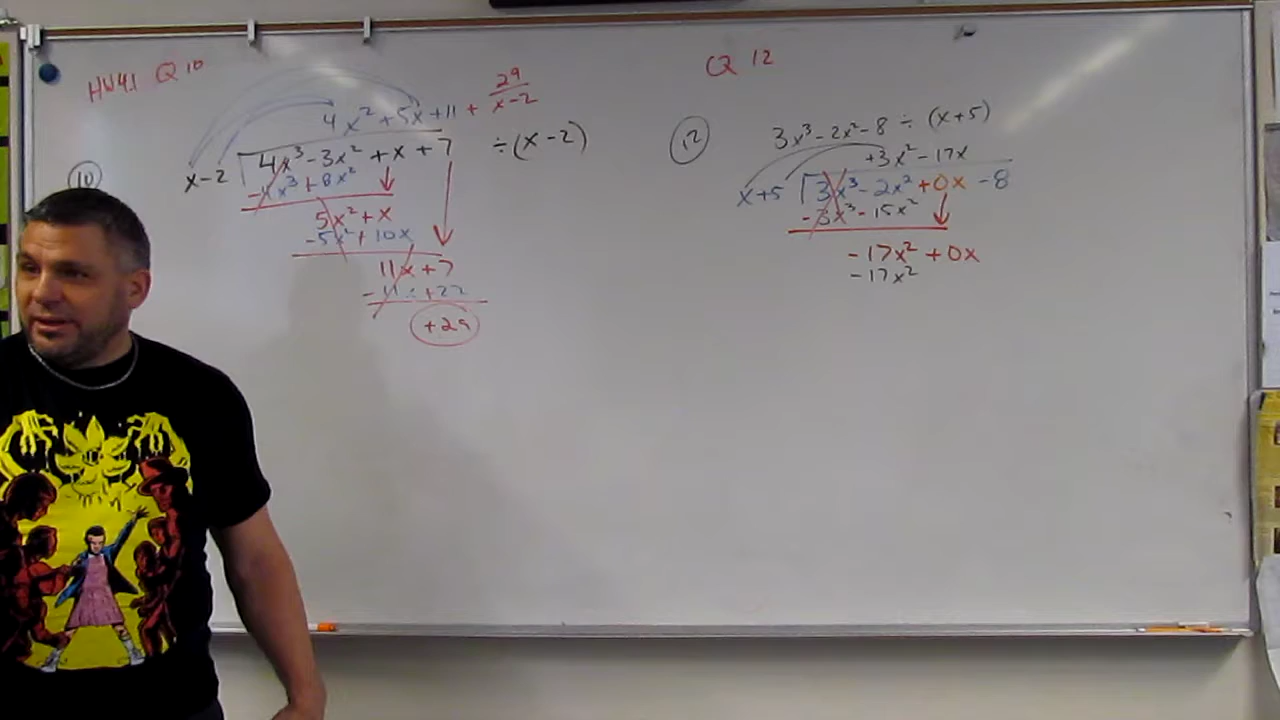 HW4.1 Q10
29
4x² + 5x + 11 + x-2
⑩ x-2 4x³ - 3x² + x + 7 ÷ (x-2)
-4x³ + 8x²
5x² + x
-5x² + 10x
11x + 7
-11x + 22
+29
Q 12
⑫ 3x³ - 2x² - 8 ÷ (x+5)
+3x² - 17x
x+5 3x³ - 2x² + 0x - 8
-3x³ - 15x²
-17x² + 0x
-17x²